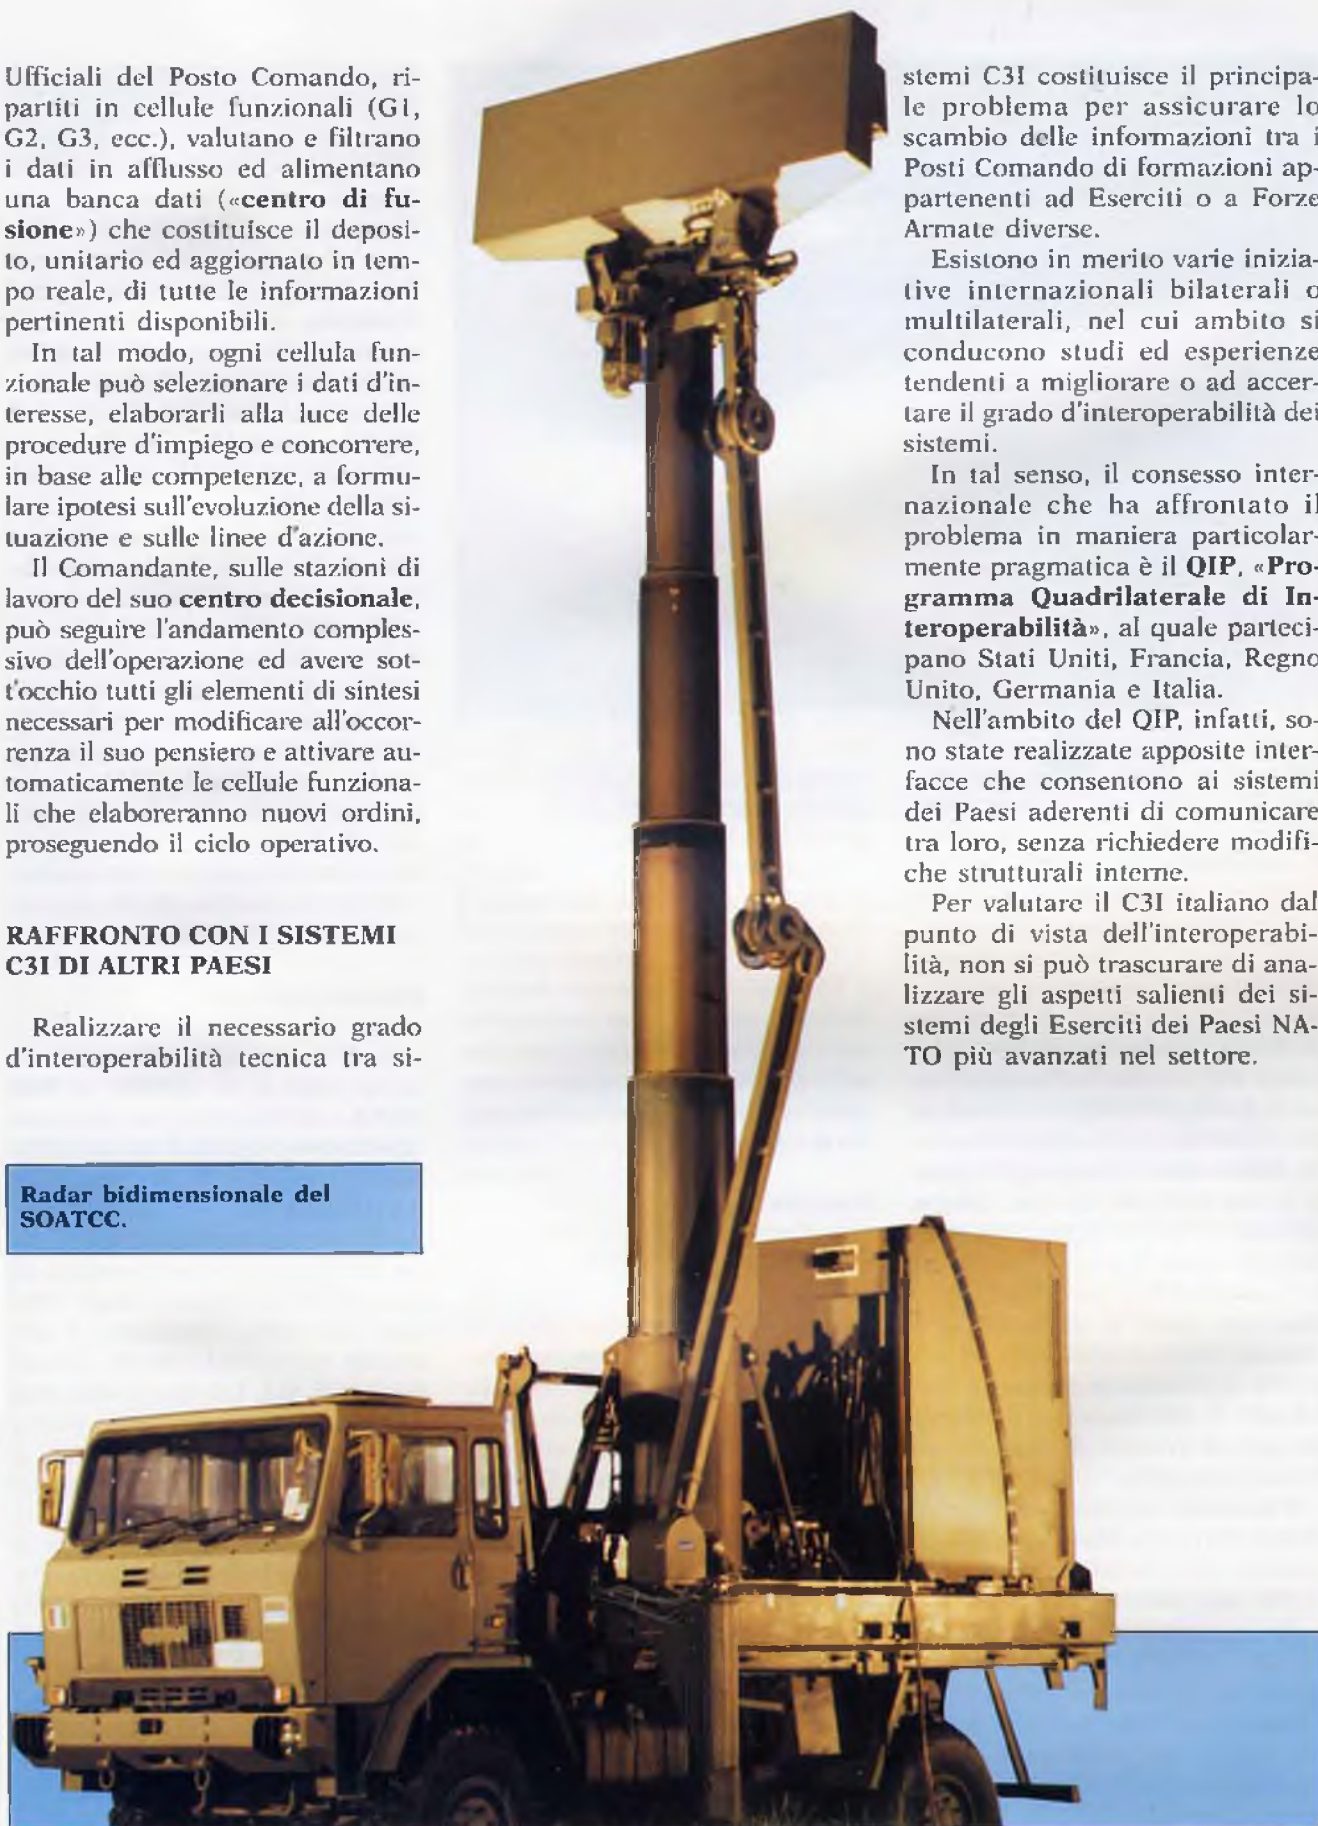 Ufficiali del Posto Comando, ri-
partiti in cellule funzionali (G1,
G2, G3, ecc.), valutano e filtrano
i dati in afflusso ed alimentano
una banca dati («centro di fu-
sione») che costituisce il deposi-
to, unitario ed aggiornato in tem-
po reale, di tutte le informazioni
pertinenti disponibili.
In tal modo, ogni cellula fun-
zionale può selezionare i dati d'in-
teresse, elaborarli alla luce delle
procedure d'impiego e concorrere,
in base alle competenze, a formu-
lare ipotesi sull'evoluzione della si-
tuazione e sulle linee d'azione.
Il Comandante, sulle stazioni di
lavoro del suo centro decisionale,
può seguire l'andamento comples-
sivo dell'operazione ed avere sot-
t'occhio tutti gli elementi di sintesi
necessari per modificare all'occor-
renza il suo pensiero e attivare au-
tomaticamente le cellule funziona-
li che elaboreranno nuovi ordini,
proseguendo il ciclo operativo.
RAFFRONTO CON I SISTEMI
C3I DI ALTRI PAESI
Realizzare il necessario grado
d'interoperabilità tecnica tra si-
stemi C3I costituisce il principa-
le problema per assicurare lo
scambio delle informazioni tra i
Posti Comando di formazioni ap-
partenenti ad Eserciti o a Forze
Armate diverse.
Esistono in merito varie inizia-
tive internazionali bilaterali o
multilaterali, nel cui ambito si
conducono studi ed esperienze
tendenti a migliorare o ad accer-
tare il grado d'interoperabilità dei
sistemi.
In tal senso, il consesso inter-
nazionale che ha affrontato il
problema in maniera particolar-
mente pragmatica è il QIP, «Pro-
gramma Quadrilaterale di In-
teroperabilità», al quale parteci-
pano Stati Uniti, Francia, Regno
Unito, Germania e Italia.
Nell'ambito del QIP, infatti, so-
no state realizzate apposite inter-
facce che consentono ai sistemi
dei Paesi aderenti di comunicare
tra loro, senza richiedere modifi-
che strutturali interne.
Per valutare il C3I italiano dal
punto di vista dell'interoperabi-
lità, non si può trascurare di ana-
lizzare gli aspetti salienti dei si-
stemi degli Eserciti dei Paesi NA-
TO più avanzati nel settore.
Radar bidimensionale del
SOATCC.